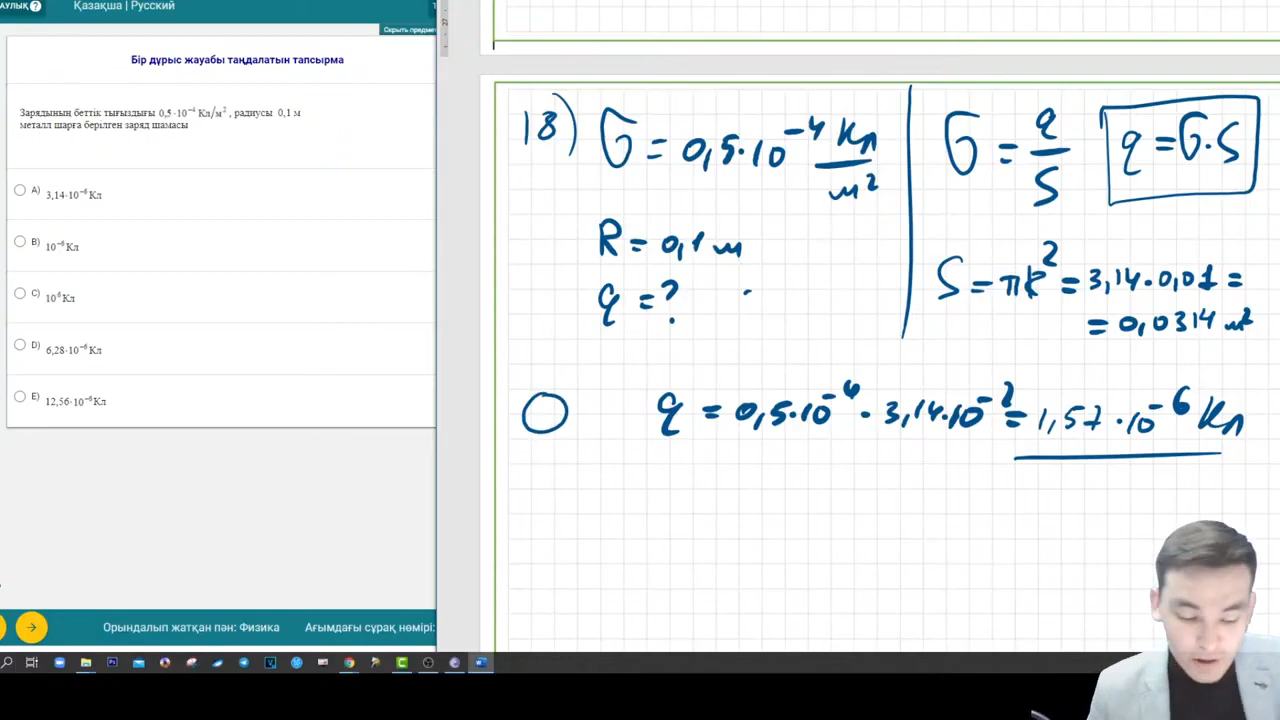 АУЛЫҚ ?
Қазақша | Русский
Скрыть предме
Бір дұрыс жауабы таңдалатын тапсырма
Зарядының беттік тығыздығы 0,5·10⁻⁴ Кл/м², радиусы 0,1 м
металл шарға берілген заряд шамасы
A) 3,14·10⁻⁶ Кл
B) 10⁻⁶ Кл
C) 10⁶ Кл
D) 6,28·10⁻⁶ Кл
E) 12,56·10⁻⁶ Кл
Орындалып жатқан пән: Физика Ағымдағы сұрақ нөмірі:
27
18) σ = 0,5·10⁻⁴ Кл/м²
R = 0,1 м
q = ?
σ = q/S
q = σ·S
S = πR² = 3,14·0,01 =
= 0,0314 м²
q = 0,5·10⁻⁴ · 3,14·10⁻² = 1,57·10⁻⁶ Кл